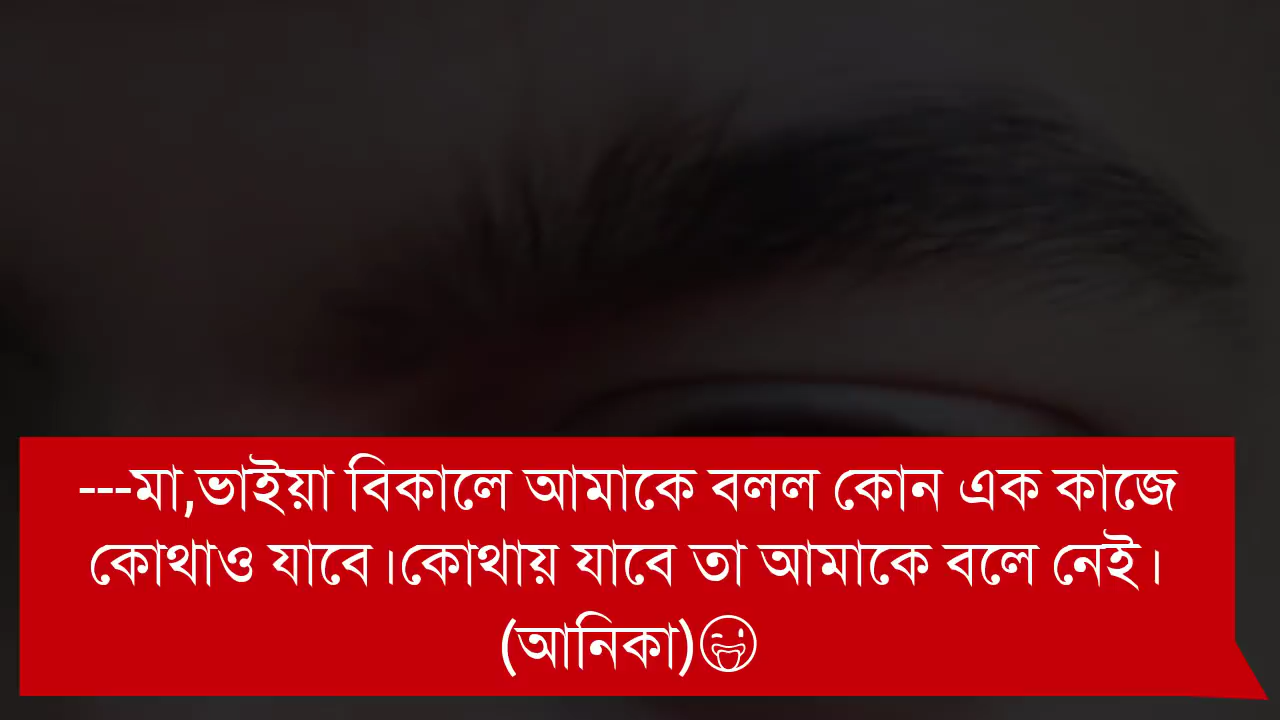 ---মা,ভাইয়া বিকালে আমাকে বলল কোন এক কাজে
কোথাও যাবে।কোথায় যাবে তা আমাকে বলে নেই।
(আনিকা)😅